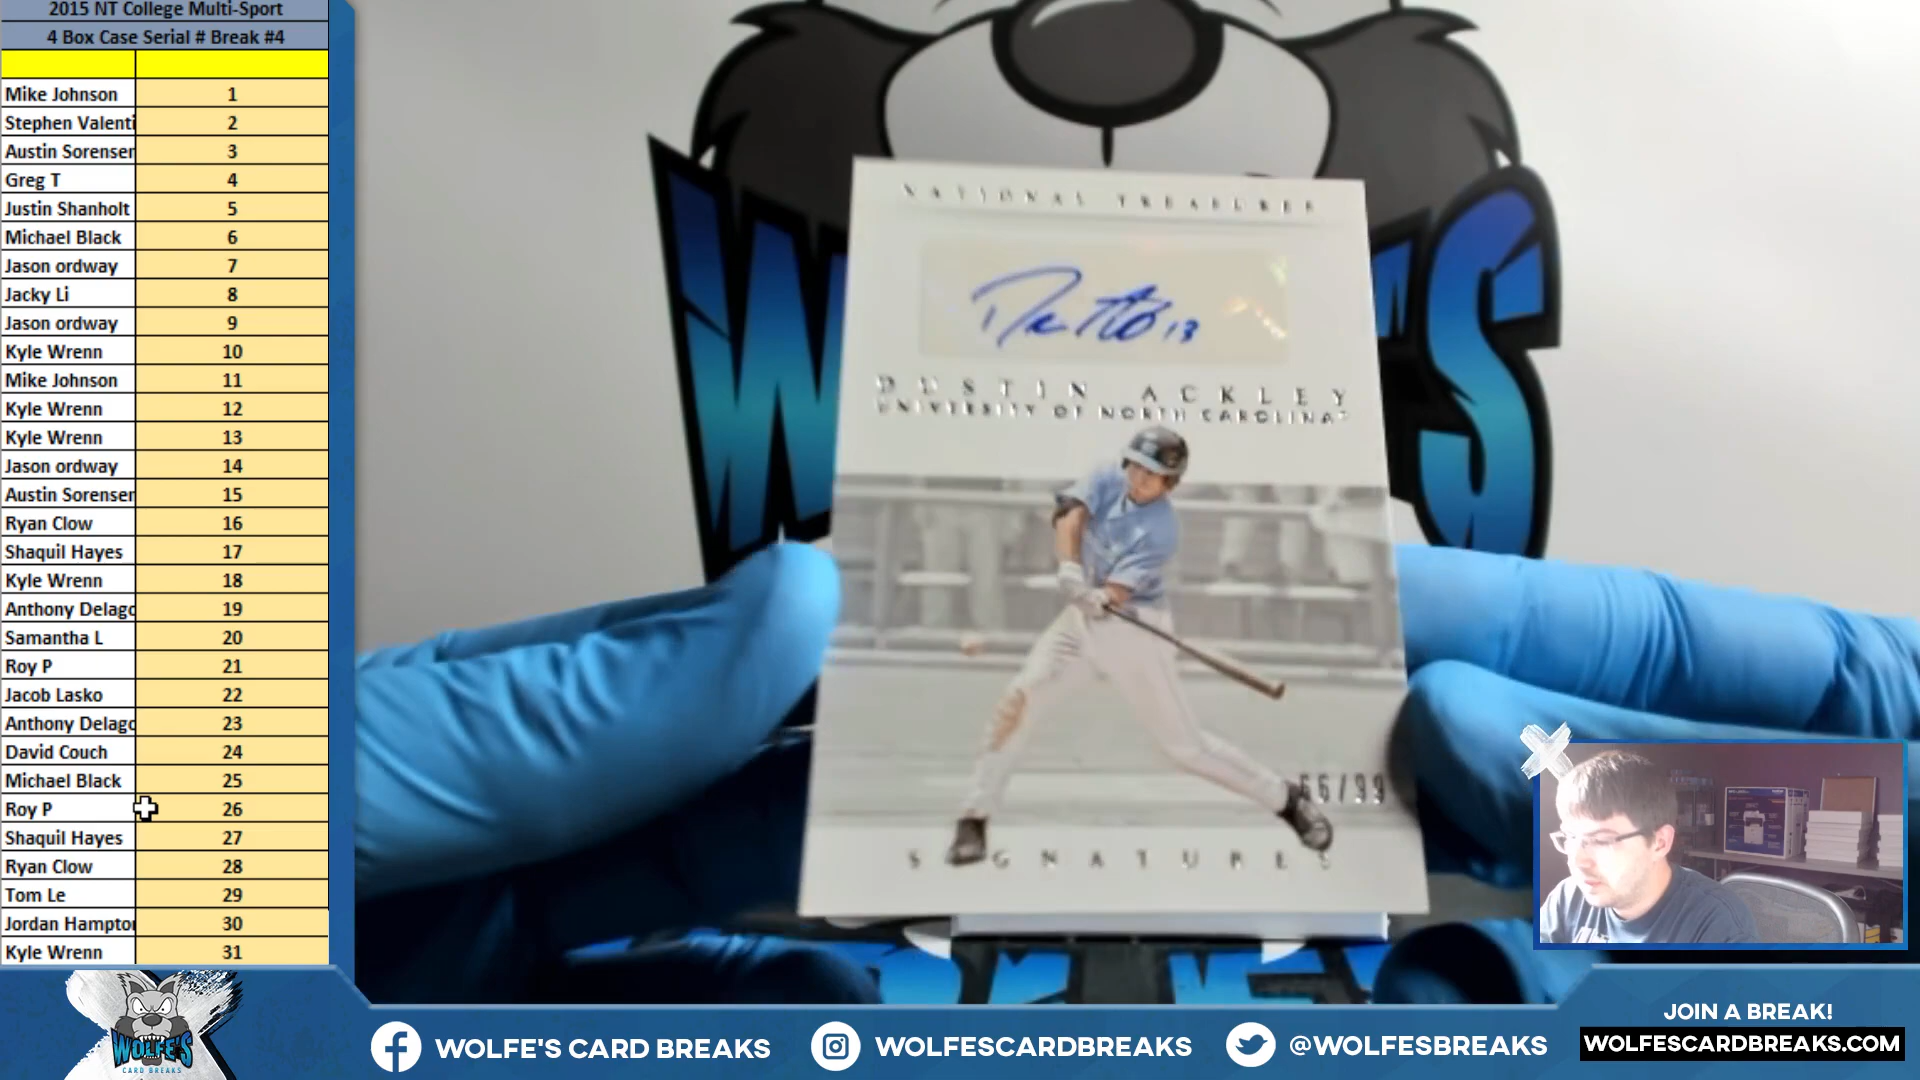 2015 NT College Multi-Sport
4 Box Case Serial # Break #4
Mike Johnson 1
Stephen Valenti 2
Austin Sorensen 3
Greg T 4
Justin Shanholt 5
Michael Black 6
Jason ordway 7
Jacky Li 8
Jason ordway 9
Kyle Wrenn 10
Mike Johnson 11
Kyle Wrenn 12
Kyle Wrenn 13
Jason ordway 14
Austin Sorensen 15
Ryan Clow 16
Shaquil Hayes 17
Kyle Wrenn 18
Anthony Delago 19
Samantha L 20
Roy P 21
Jacob Lasko 22
Anthony Delago 23
David Couch 24
Michael Black 25
Roy P 26
Shaquil Hayes 27
Ryan Clow 28
Tom Le 29
Jordan Hampton 30
Kyle Wrenn 31
NATIONAL TREASURES
13
DUSTIN ACKLEY
UNIVERSITY OF NORTH CAROLINA
66/99
SIGNATURES
WOLFE'S
CARD BREAKS
WOLFE'S CARD BREAKS
WOLFESCARDBREAKS
@WOLFESBREAKS
JOIN A BREAK!
WOLFESCARDBREAKS.COM